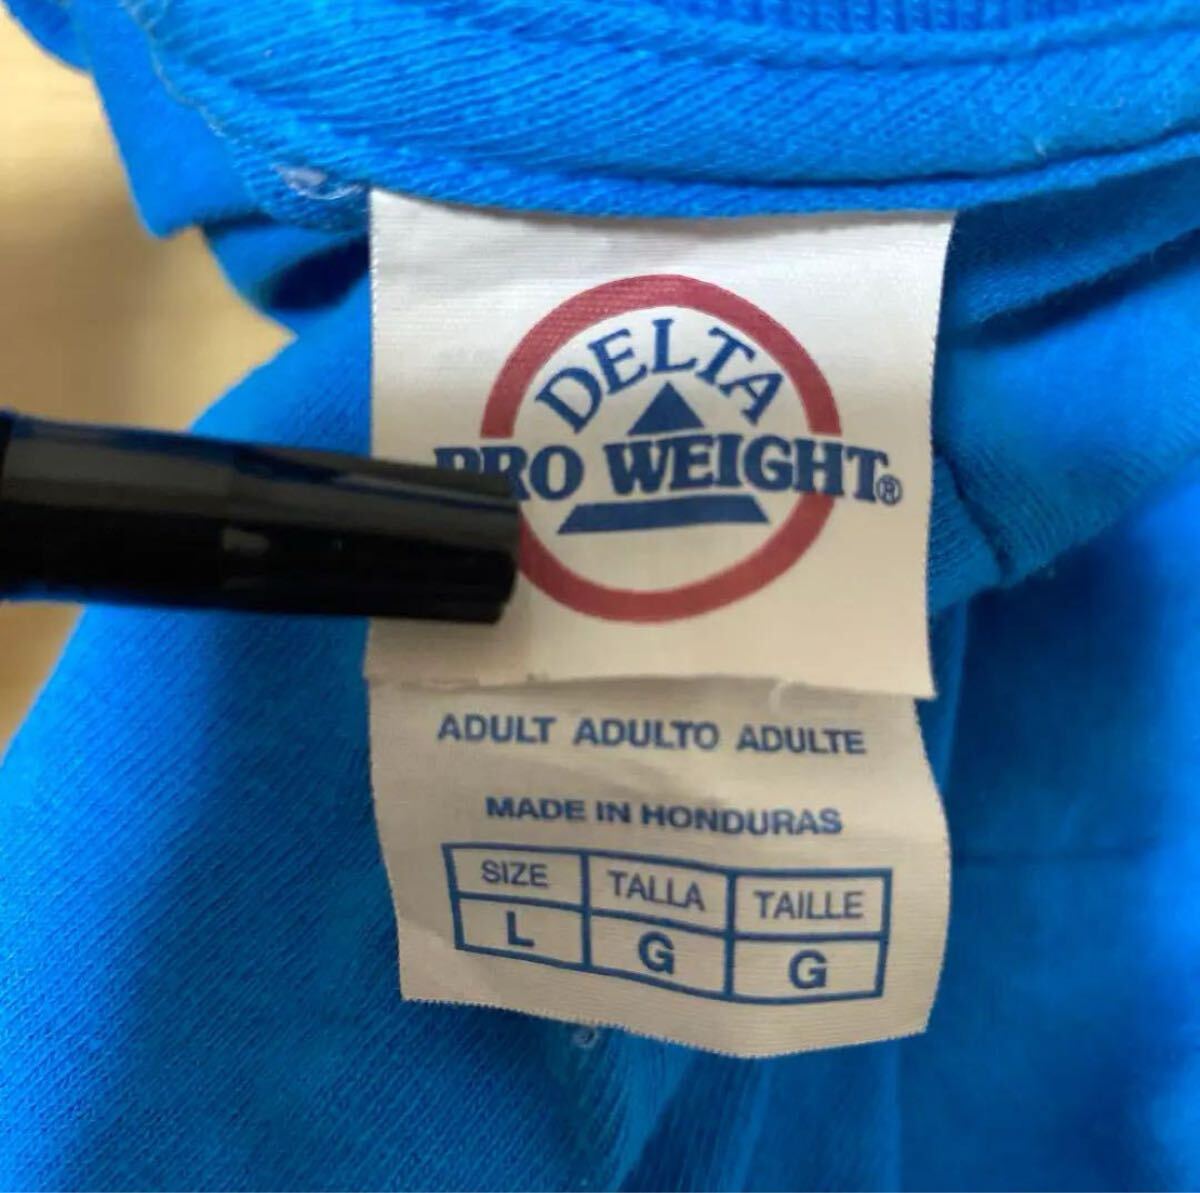 DELTA
PRO WEIGHT®
ADULT ADULTO ADULTE
MADE IN HONDURAS
SIZE TALLA TAILLE
L G G